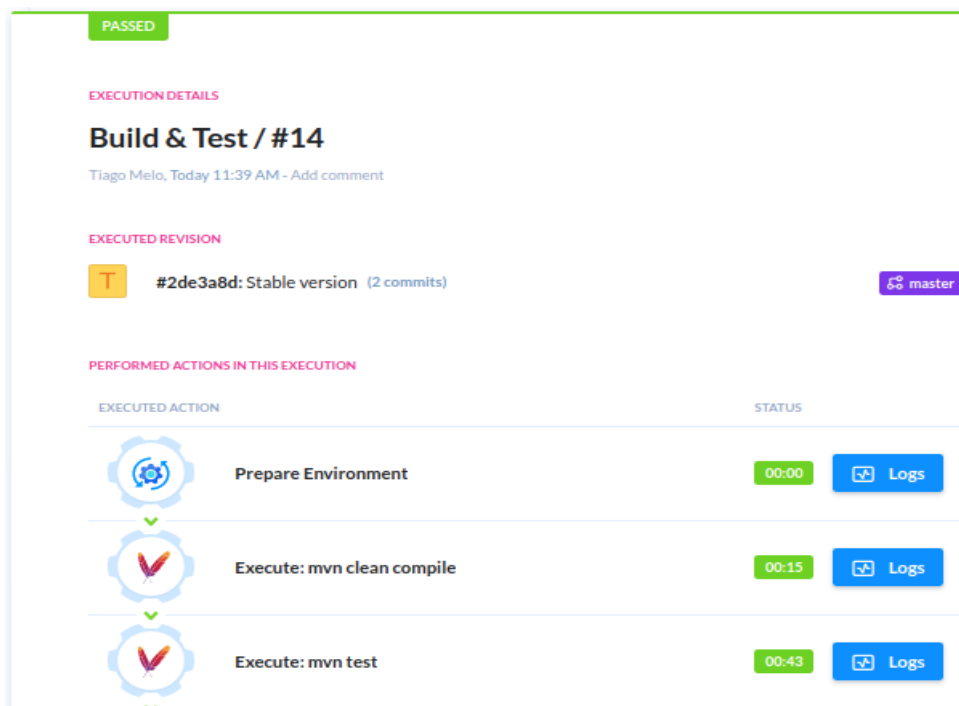 PASSED
EXECUTION DETAILS
Build & Test / #14
Tiago Melo, Today 11:39 AM - Add comment
EXECUTED REVISION
T #2de3a8d: Stable version (2 commits) master
PERFORMED ACTIONS IN THIS EXECUTION
EXECUTED ACTION STATUS
Prepare Environment 00:00 Logs
Execute: mvn clean compile 00:15 Logs
Execute: mvn test 00:43 Logs